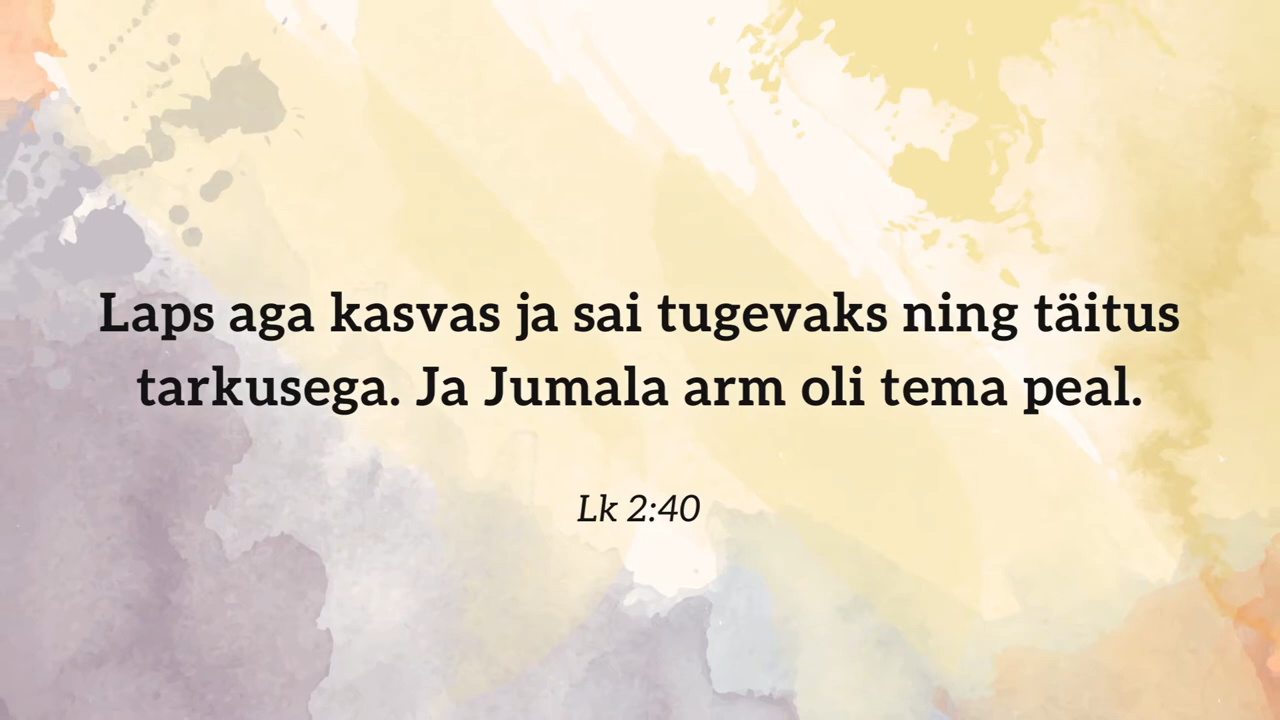 Laps aga kasvas ja sai tugevaks ning täitus
tarkusega. Ja Jumala arm oli tema peal.
Lk 2:40